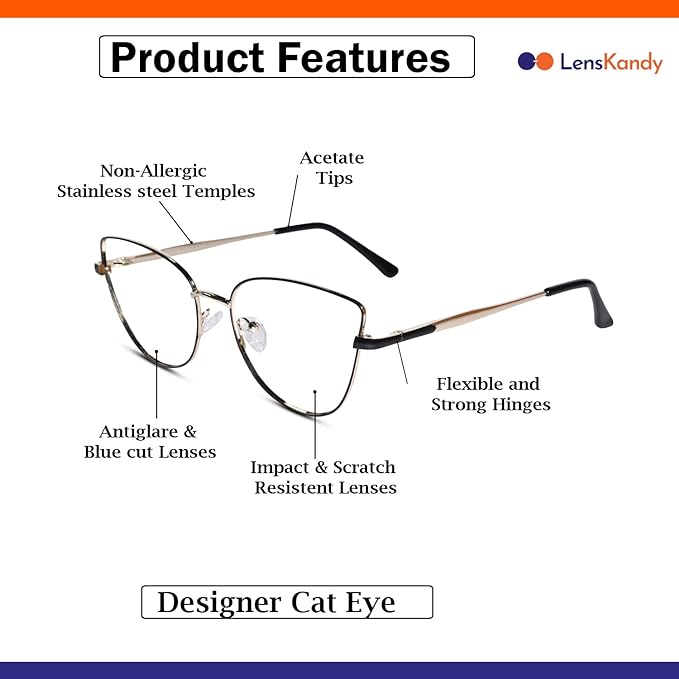 Product Features
LensKandy
Acetate
Tips
Non-Allergic
Stainless steel Temples
Flexible and
Strong Hinges
Antiglare &
Blue cut Lenses
Impact & Scratch
Resistent Lenses
Designer Cat Eye